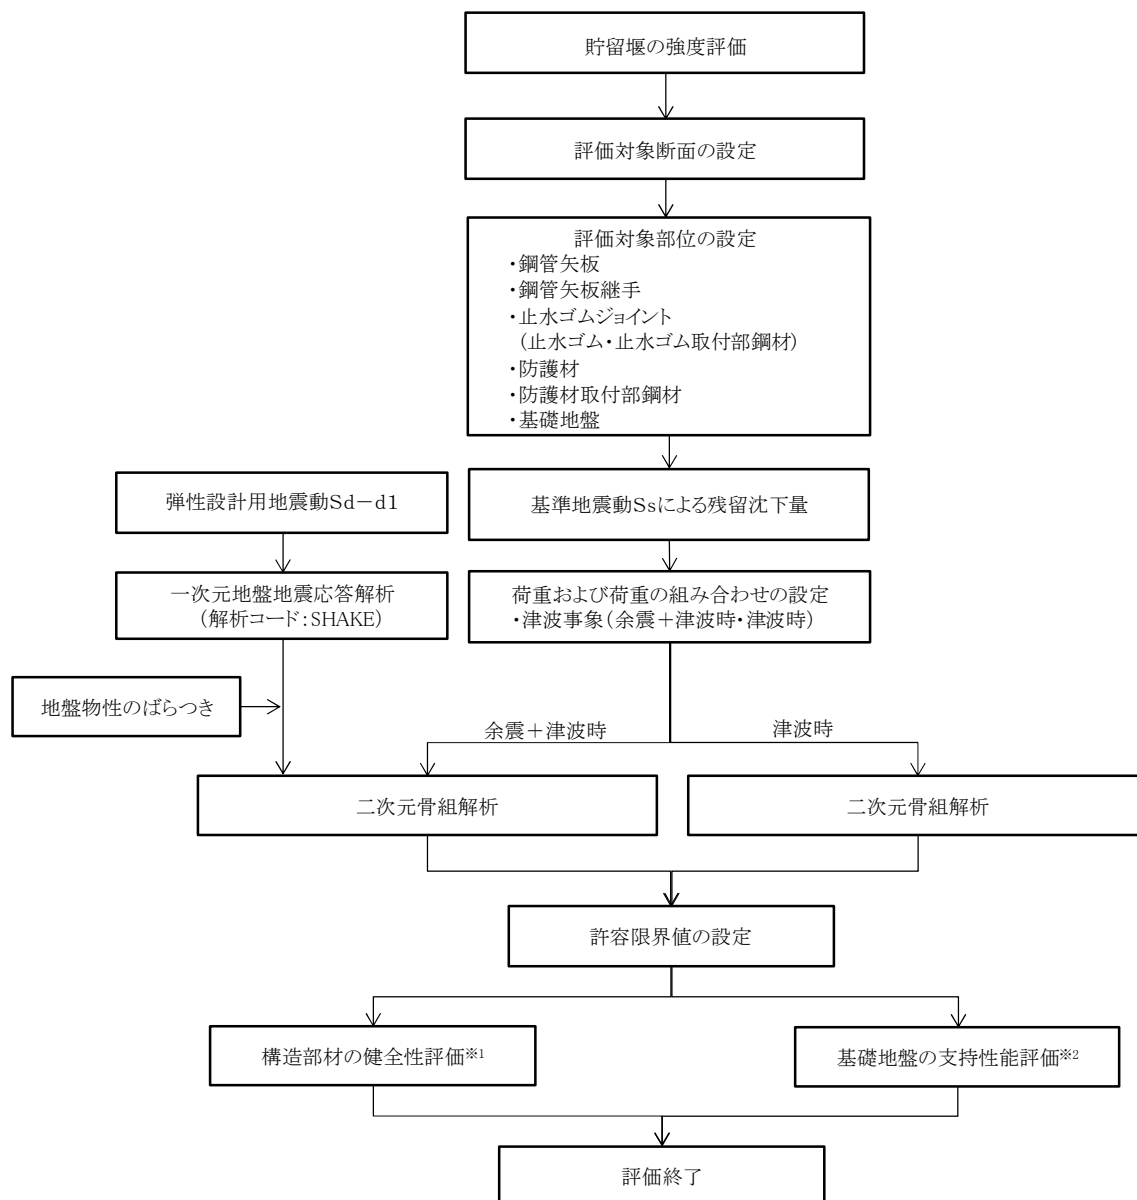 貯留堰の強度評価
評価対象断面の設定
評価対象部位の設定
・鋼管矢板
・鋼管矢板継手
・止水ゴムジョイント
(止水ゴム・止水ゴム取付部鋼材)
・防護材
・防護材取付部鋼材
・基礎地盤
弾性設計用地震動Sd-d1
基準地震動Ssによる残留沈下量
一次元地盤地震応答解析
(解析コード:SHAKE)
荷重および荷重の組み合わせの設定
・津波事象(余震+津波時・津波時)
地盤物性のばらつき
余震+津波時
津波時
二次元骨組解析
二次元骨組解析
許容限界値の設定
構造部材の健全性評価※1
基礎地盤の支持性能評価※2
評価終了